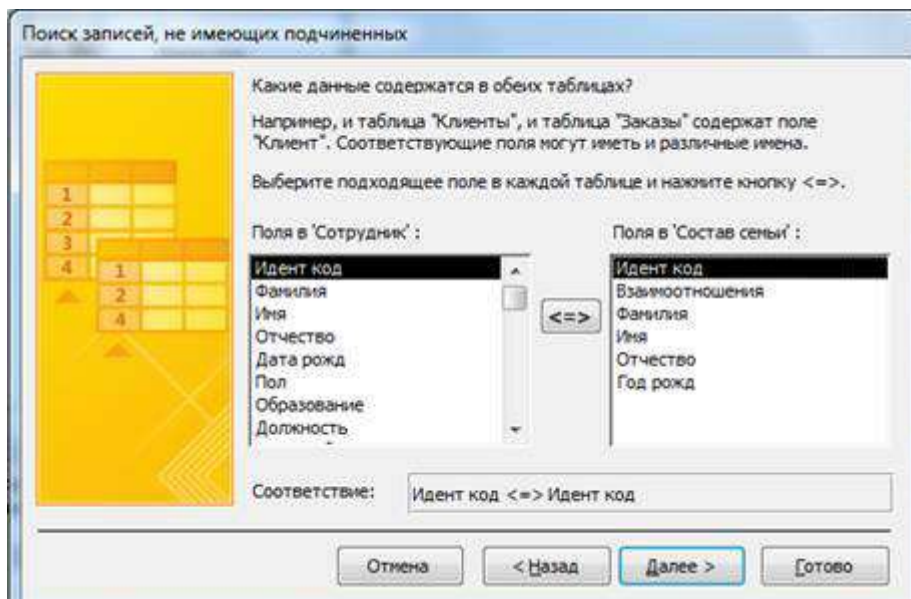 Поиск записей, не имеющих подчиненных
Какие данные содержатся в обеих таблицах?
Например, и таблица "Клиенты", и таблица "Заказы" содержат поле
"Клиент". Соответствующие поля могут иметь и различные имена.
Выберите подходящее поле в каждой таблице и нажмите кнопку <=>.
Поля в 'Сотрудник' :
Идент код
Фамилия
Имя
Отчество
Дата рожд
Пол
Образование
Должность
<=>
Поля в 'Состав семьи' :
Идент код
Взаимоотношения
Фамилия
Имя
Отчество
Год рожд
1
2
3
4
1
2
4
Соответствие:
Идент код <=> Идент код
Отмена
< Назад
Далее >
Готово